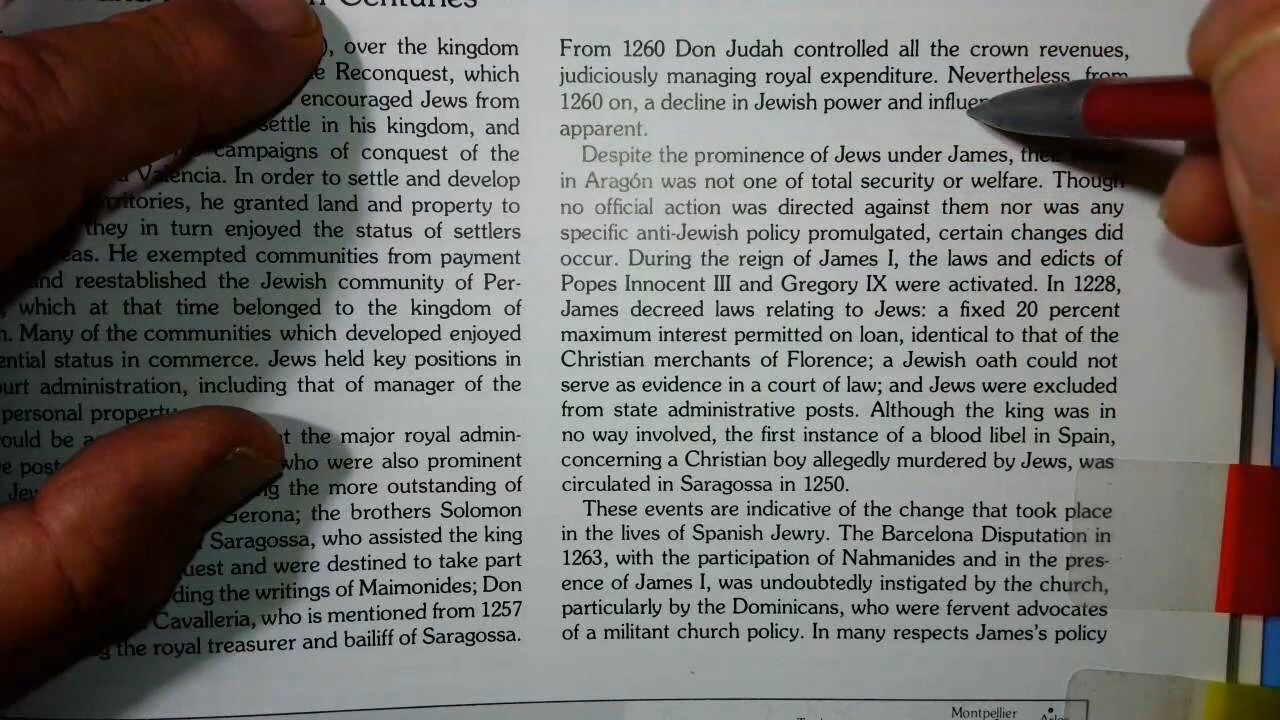 Centuries
, over the kingdom
Reconquest, which
encouraged Jews from
settle in his kingdom, and
campaigns of conquest of the
Valencia. In order to settle and develop
he granted land and property to
they in turn enjoyed the status of settlers
He exempted communities from payment
and reestablished the Jewish community of Per-
, which at that time belonged to the kingdom of
Many of the communities which developed enjoyed
status in commerce. Jews held key positions in
administration, including that of manager of the
personal property
be the major royal admin-
who were also prominent
the more outstanding of
Gerona; the brothers Solomon
Saragossa, who assisted the king
and were destined to take part
the writings of Maimonides; Don
Cavalleria, who is mentioned from 1257
the royal treasurer and bailiff of Saragossa.
From 1260 Don Judah controlled all the crown revenues,
judiciously managing royal expenditure. Nevertheless, from
1260 on, a decline in Jewish power and
apparent.
Despite the prominence of Jews under James,
in Aragón was not one of total security or welfare. Though
no official action was directed against them nor was any
specific anti-Jewish policy promulgated, certain changes did
occur. During the reign of James I, the laws and edicts of
Popes Innocent III and Gregory IX were activated. In 1228,
James decreed laws relating to Jews: a fixed 20 percent
maximum interest permitted on loan, identical to that of the
Christian merchants of Florence; a Jewish oath could not
serve as evidence in a court of law; and Jews were excluded
from state administrative posts. Although the king was in
no way involved, the first instance of a blood libel in Spain,
concerning a Christian boy allegedly murdered by Jews, was
circulated in Saragossa in 1250.
These events are indicative of the change that took place
in the lives of Spanish Jewry. The Barcelona Disputation in
1263, with the participation of Nahmanides and in the pres-
ence of James I, was undoubtedly instigated by the church,
particularly by the Dominicans, who were fervent advocates
of a militant church policy. In many respects James's policy
Montpellier